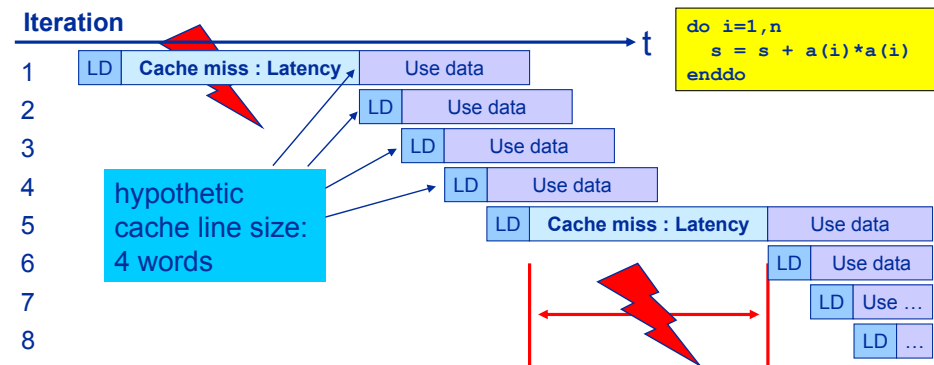 Iteration
t
do i=1,n
s = s + a(i)*a(i)
enddo
1
LD
Cache miss : Latency
Use data
2
LD
Use data
3
LD
Use data
4
LD
Use data
hypothetic
cache line size:
4 words
5
LD
Cache miss : Latency
Use data
6
LD
Use data
7
LD
Use …
8
LD
…